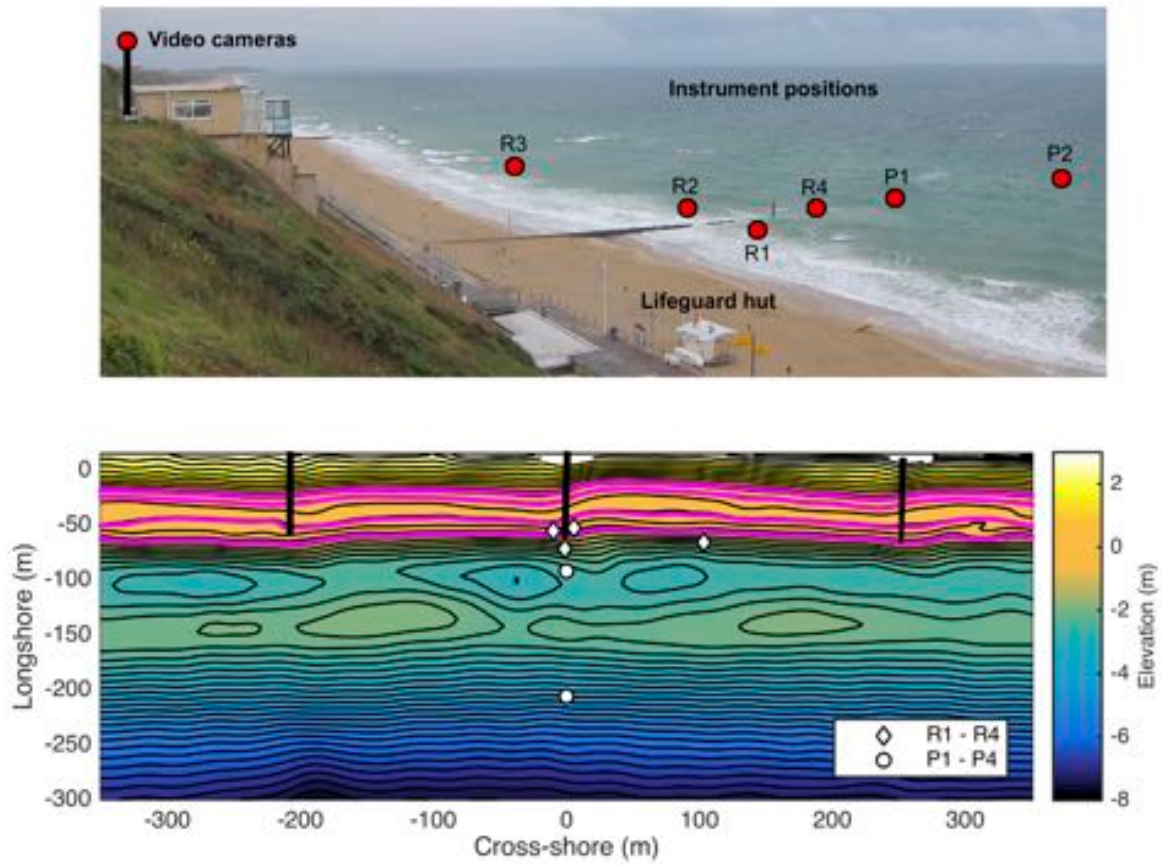 Video cameras
Instrument positions
R3
R2
R1
R4
P1
P2
Lifeguard hut
0
-50
-100
-150
-200
-250
-300
Longshore (m)
-300
-200
-100
0
100
200
300
Cross-shore (m)
R1 - R4
P1 - P4
2
0
-2
-4
-6
-8
Elevation (m)